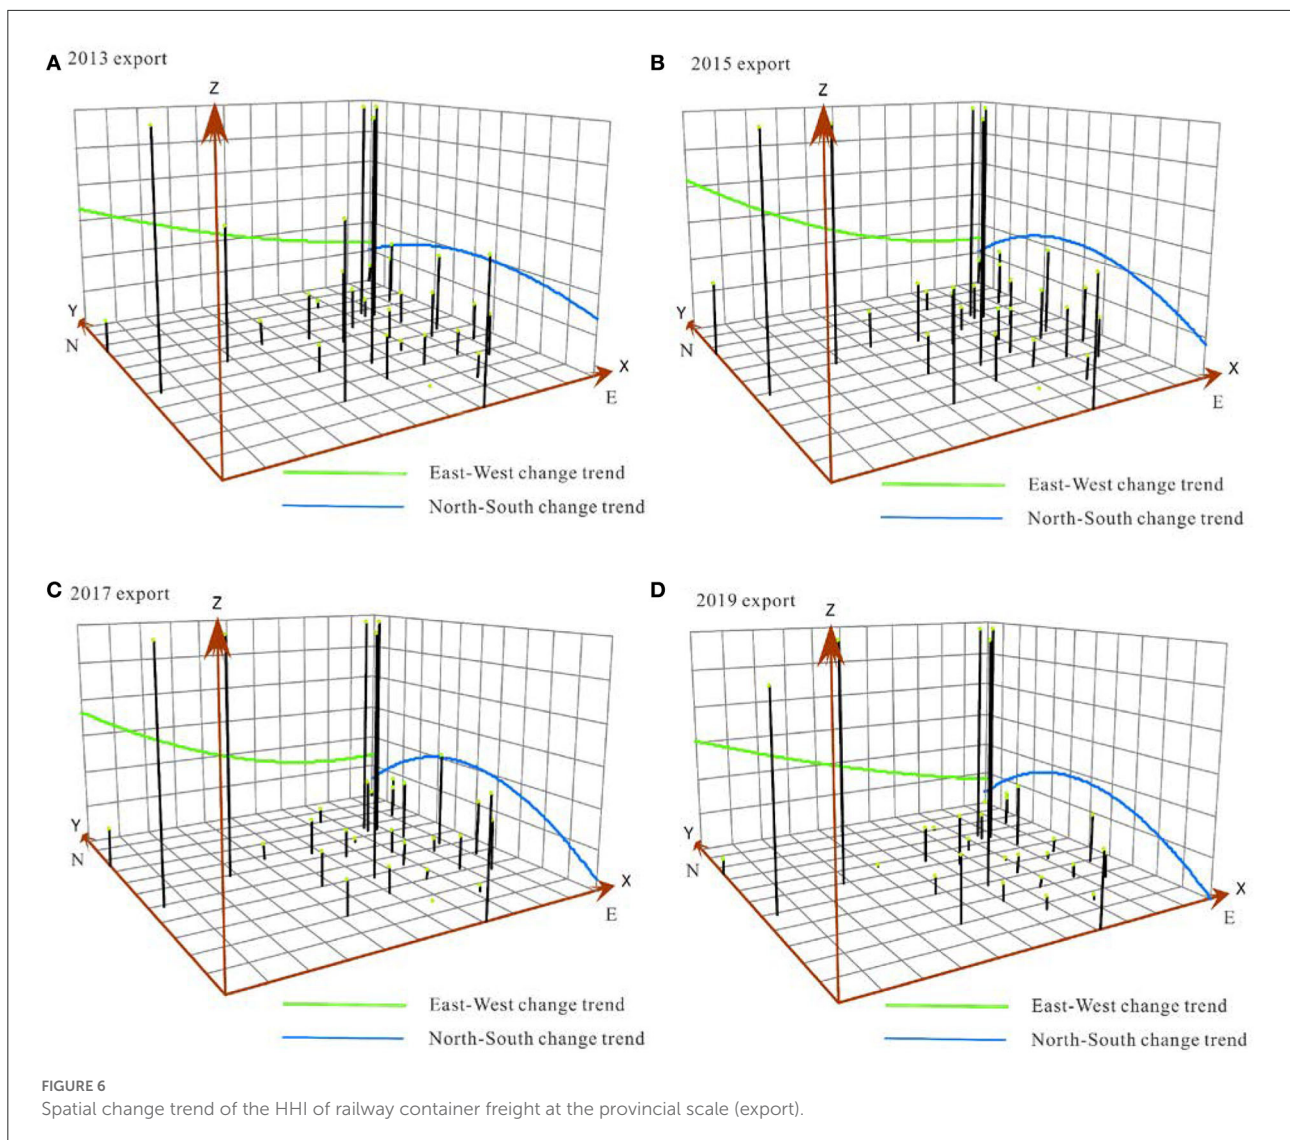 A 2013 export
Z
Y
N
X
E
East-West change trend
North-South change trend
B 2015 export
Z
Y
N
X
E
East-West change trend
North-South change trend
C 2017 export
Z
Y
N
X
E
East-West change trend
North-South change trend
D 2019 export
Z
Y
N
X
E
East-West change trend
North-South change trend
FIGURE 6
Spatial change trend of the HHI of railway container freight at the provincial scale (export).